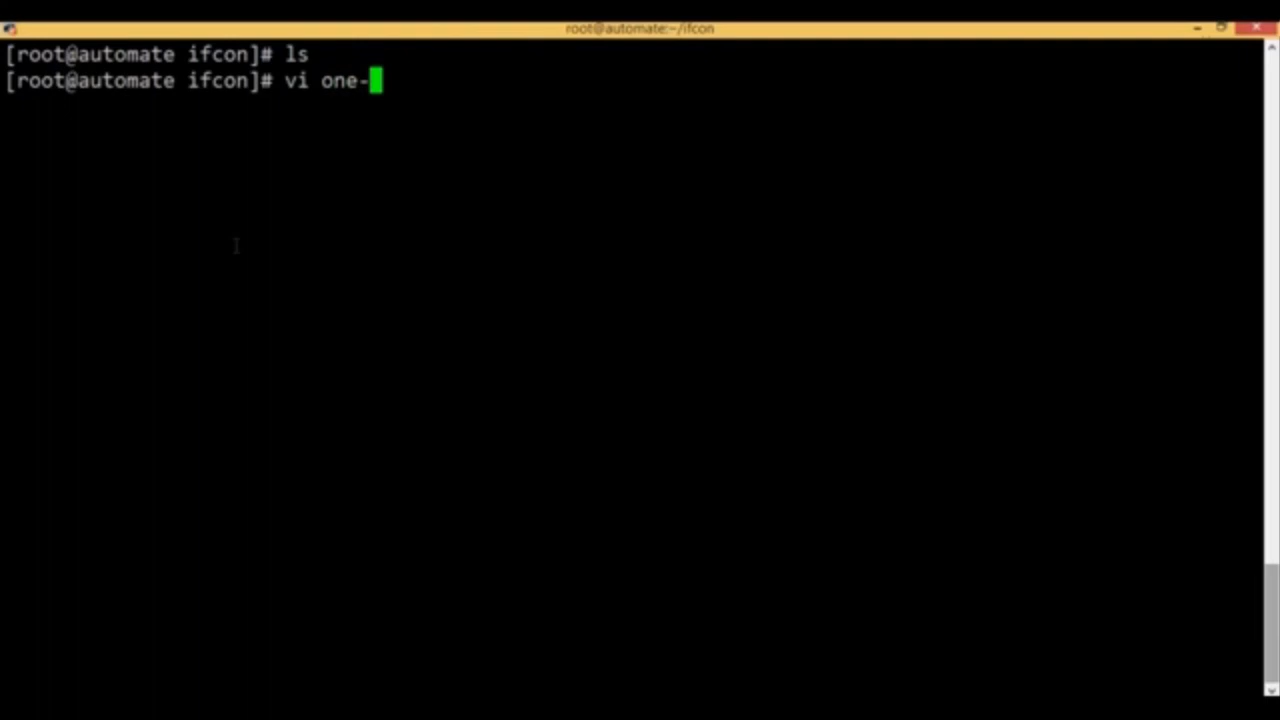 root@automate:~/ifcon
[root@automate ifcon]# ls
[root@automate ifcon]# vi one-